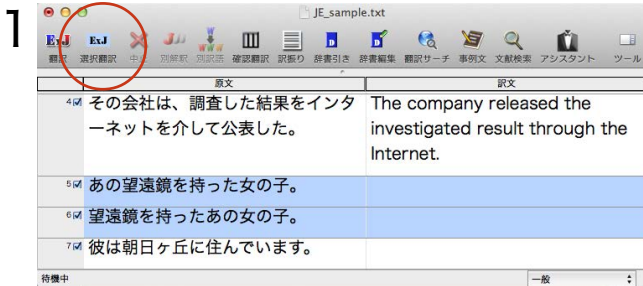 1
JE_sample.txt
ExJ ExJ JJ D D
翻訳 選択翻訳 中止 別解釈 別訳語 確認翻訳 訳振り 辞書引き 辞書編集 翻訳サーチ 事例文 文献検索 アシスタント ツール
原文 訳文
4 その会社は、調査した結果をインタ
ーネットを介して公表した。
The company released the
investigated result through the
Internet.
5 あの望遠鏡を持った女の子。
6 望遠鏡を持ったあの女の子。
7 彼は朝日ヶ丘に住んでいます。
待機中 一般